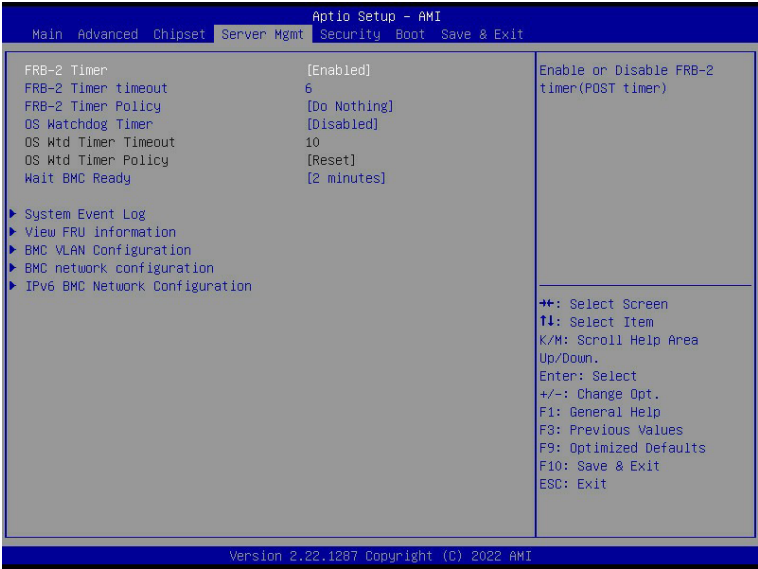 Aptio Setup – AMI
Main Advanced Chipset Server Mgmt Security Boot Save & Exit
FRB-2 Timer [Enabled]
FRB-2 Timer timeout 6
FRB-2 Timer Policy [Do Nothing]
OS Watchdog Timer [Disabled]
OS Wtd Timer Timeout 10
OS Wtd Timer Policy [Reset]
Wait BMC Ready [2 minutes]
System Event Log
View FRU information
BMC VLAN Configuration
BMC network configuration
IPv6 BMC Network Configuration
Enable or Disable FRB-2
timer(POST timer)
→←: Select Screen
↑↓: Select Item
K/M: Scroll Help Area
Up/Down.
Enter: Select
+/-: Change Opt.
F1: General Help
F3: Previous Values
F9: Optimized Defaults
F10: Save & Exit
ESC: Exit
Version 2.22.1287 Copyright (C) 2022 AMI